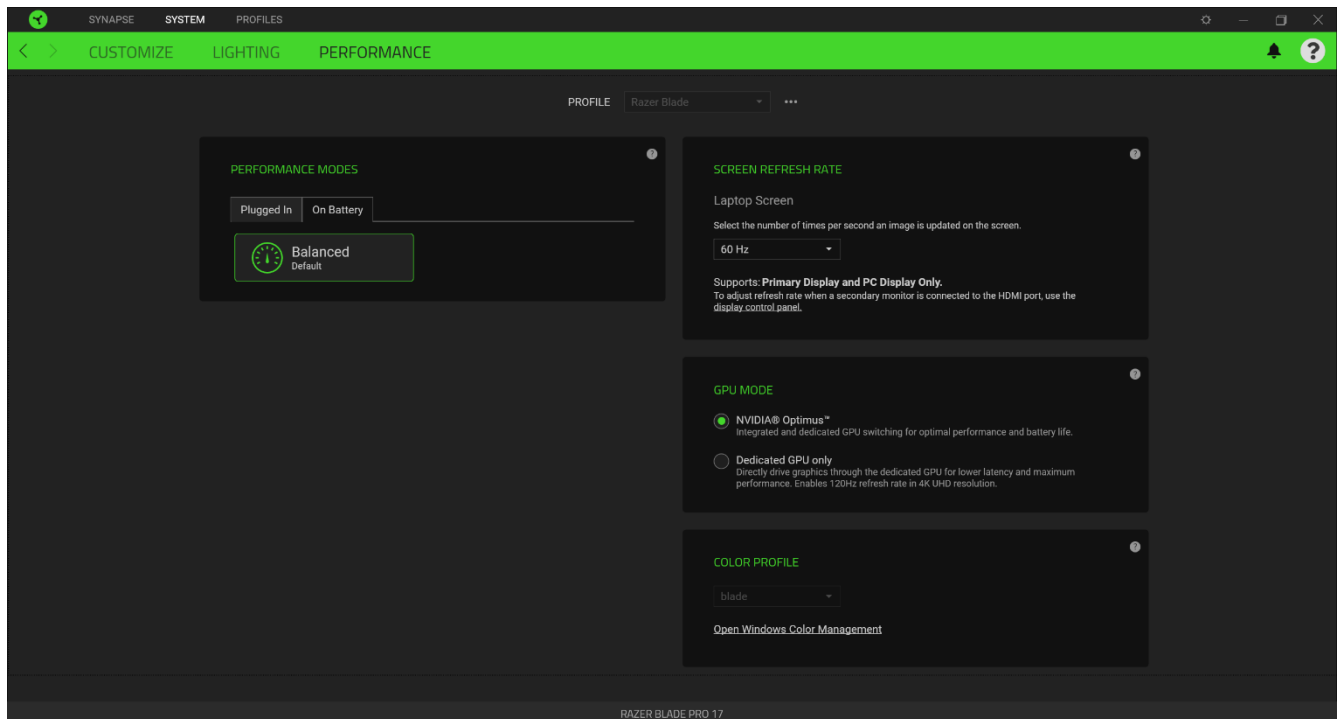 SYNAPSE SYSTEM PROFILES
CUSTOMIZE LIGHTING PERFORMANCE
?
PROFILE Razer Blade
PERFORMANCE MODES
?
Plugged In On Battery
Balanced
Default
SCREEN REFRESH RATE
?
Laptop Screen
Select the number of times per second an image is updated on the screen.
60 Hz
Supports: Primary Display and PC Display Only.
To adjust refresh rate when a secondary monitor is connected to the HDMI port, use the
display control panel.
GPU MODE
?
NVIDIA® Optimus™
Integrated and dedicated GPU switching for optimal performance and battery life.
Dedicated GPU only
Directly drive graphics through the dedicated GPU for lower latency and maximum
performance. Enables 120Hz refresh rate in 4K UHD resolution.
COLOR PROFILE
?
blade
Open Windows Color Management
RAZER BLADE PRO 17